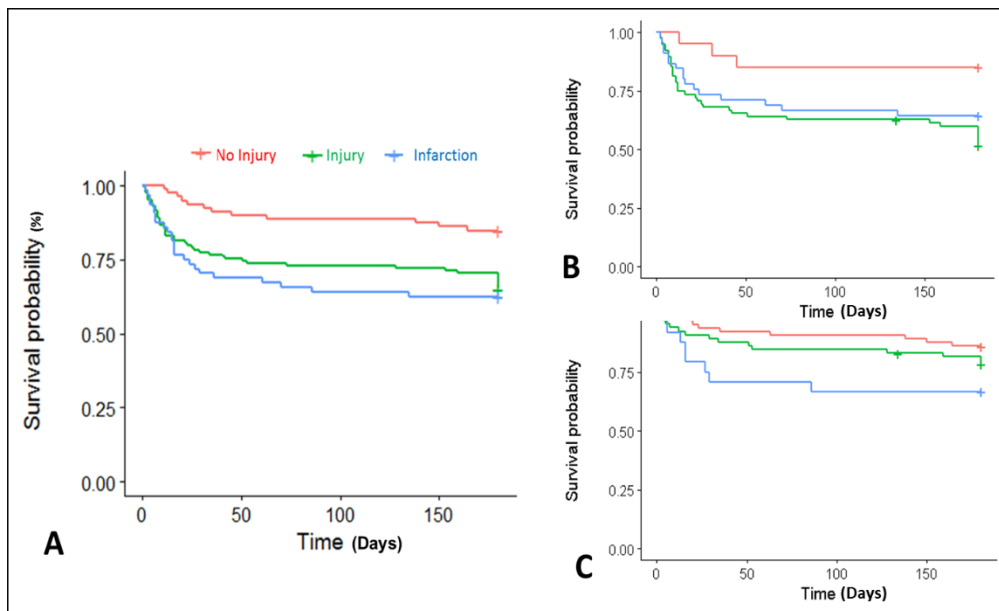 No Injury Injury Infarction
Survival probability (%)
1.00
0.75
0.50
0.25
0.00
0 50 100 150
Time (Days)
A
Survival probability
1.00
0.75
0.50
0.25
0.00
0 50 100 150
Time (Days)
B
Survival probability
0.75
0.50
0.25
0.00
0 50 100 150
Time (Days)
C